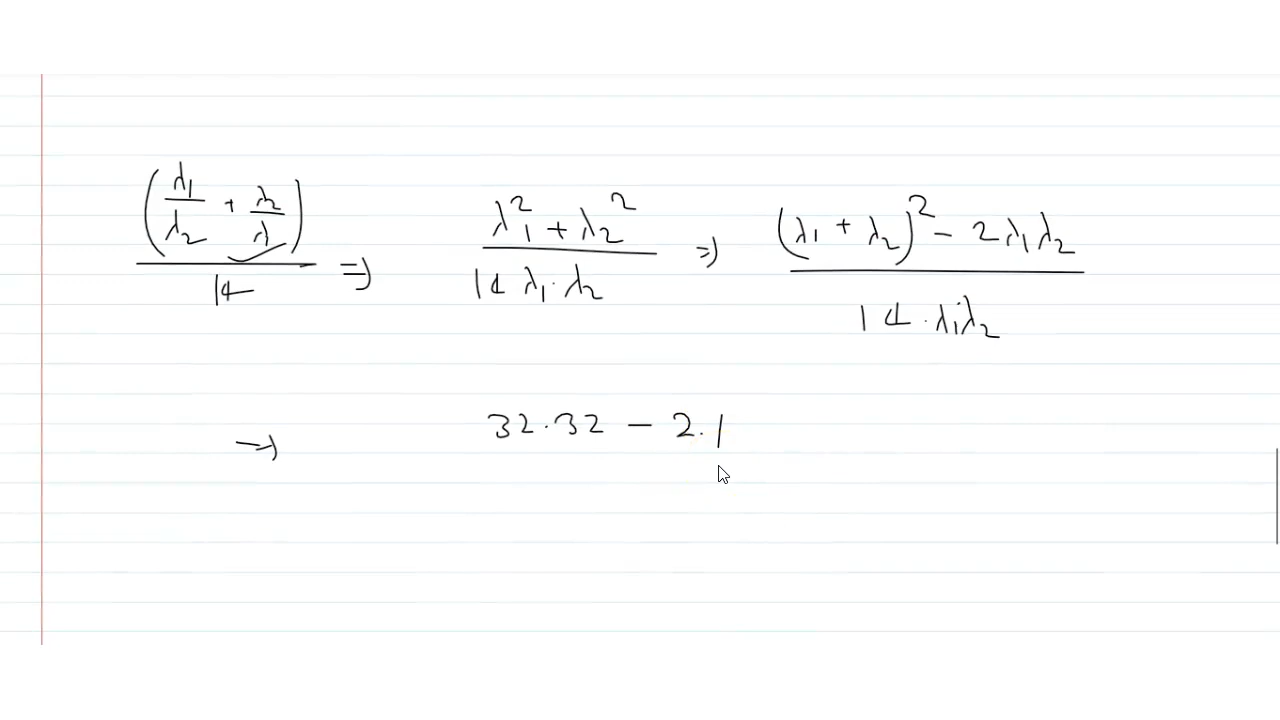 (λ1/λ2 + λ2/λ)/14 ⇒ (λ1² + λ2²)/(14 λ1·λ2) ⇒ ((λ1 + λ2)² - 2λ1λ2)/(14·λ1λ2)
⇒ 32·32 - 2·1